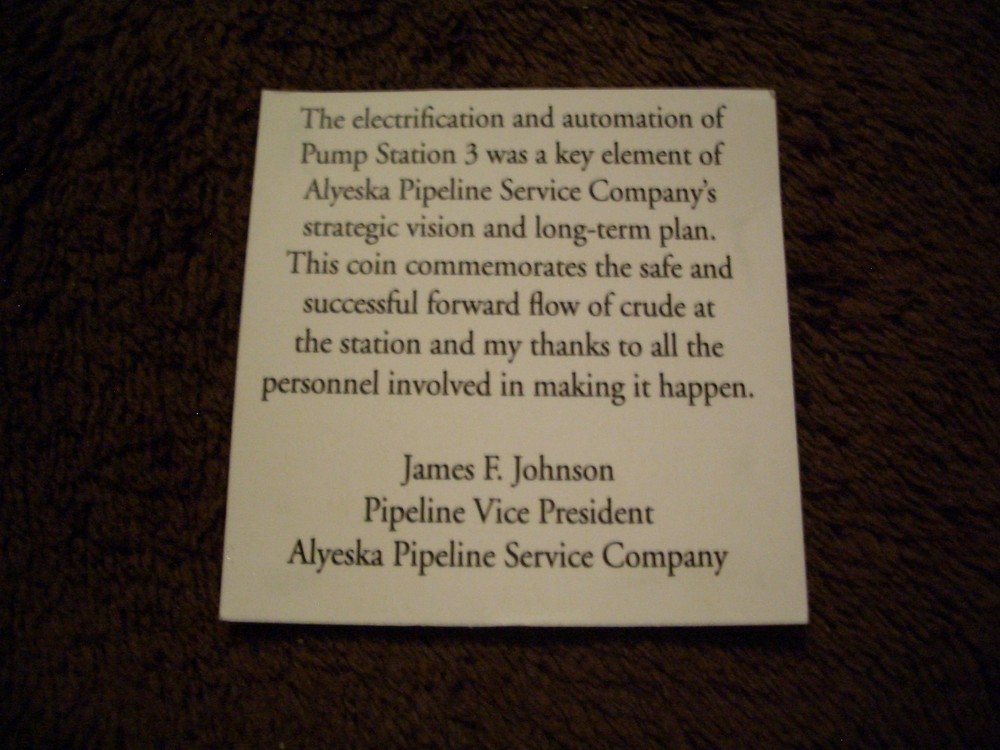 The electrification and automation of
Pump Station 3 was a key element of
Alyeska Pipeline Service Company's
strategic vision and long-term plan.
This coin commemorates the safe and
successful forward flow of crude at
the station and my thanks to all the
personnel involved in making it happen.
James F. Johnson
Pipeline Vice President
Alyeska Pipeline Service Company